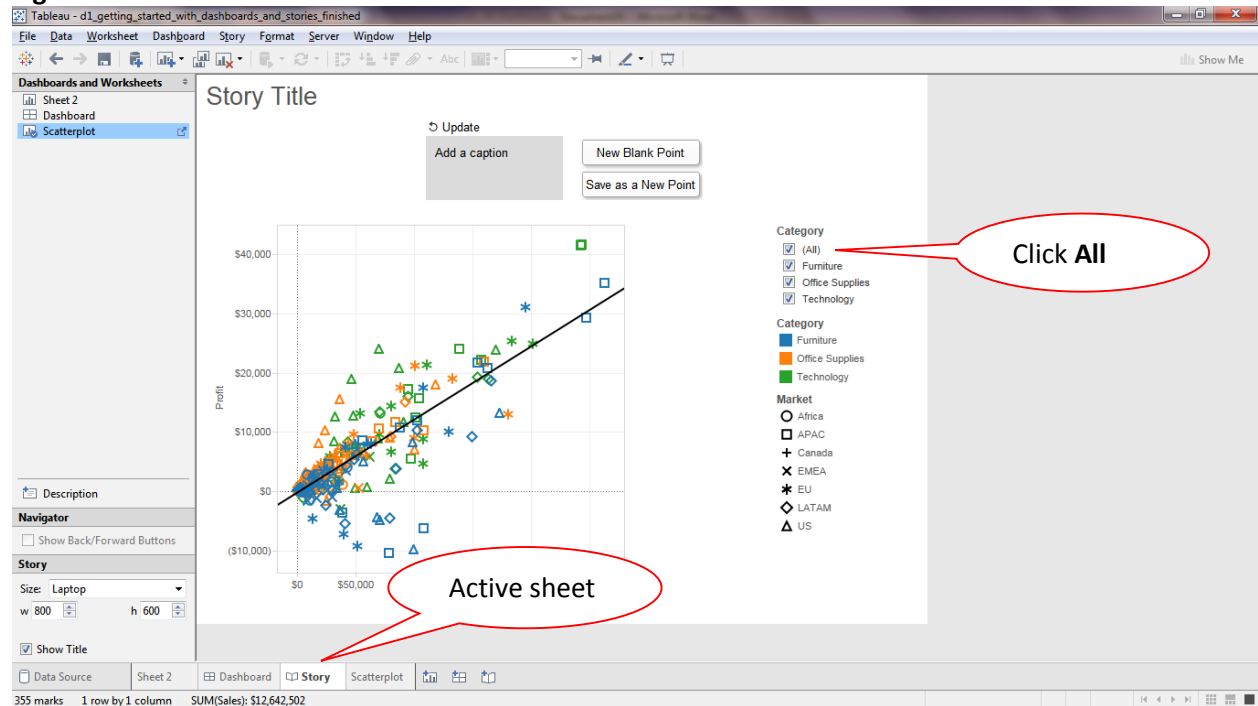 Tableau - d1_getting_started_with_dashboards_and_stories_finished
File Data Worksheet Dashboard Story Format Server Window Help
Abc
Show Me
Dashboards and Worksheets
Sheet 2
Dashboard
Scatterplot
Description
Navigator
Show Back/Forward Buttons
Story
Size: Laptop
w 800 h 600
Show Title
Story Title
Update
Add a caption
New Blank Point
Save as a New Point
Profit
$40,000
$30,000
$20,000
$10,000
$0
($10,000)
$0 $50,000
Category
(All)
Furniture
Office Supplies
Technology
Category
Furniture
Office Supplies
Technology
Market
Africa
APAC
Canada
EMEA
EU
LATAM
US
Click All
Active sheet
Data Source Sheet 2 Dashboard Story Scatterplot
355 marks 1 row by 1 column SUM(Sales): $12,642,502